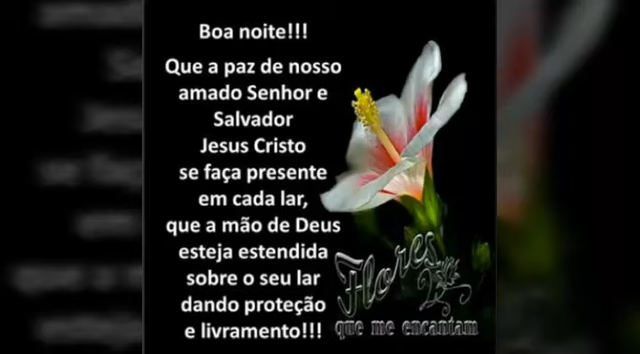 Boa noite!!!
Que a paz de nosso
amado Senhor e
Salvador
Jesus Cristo
se faça presente
em cada lar,
que a mão de Deus
esteja estendida
sobre o seu lar
dando proteção
e livramento!!!
Flores
que me encantam